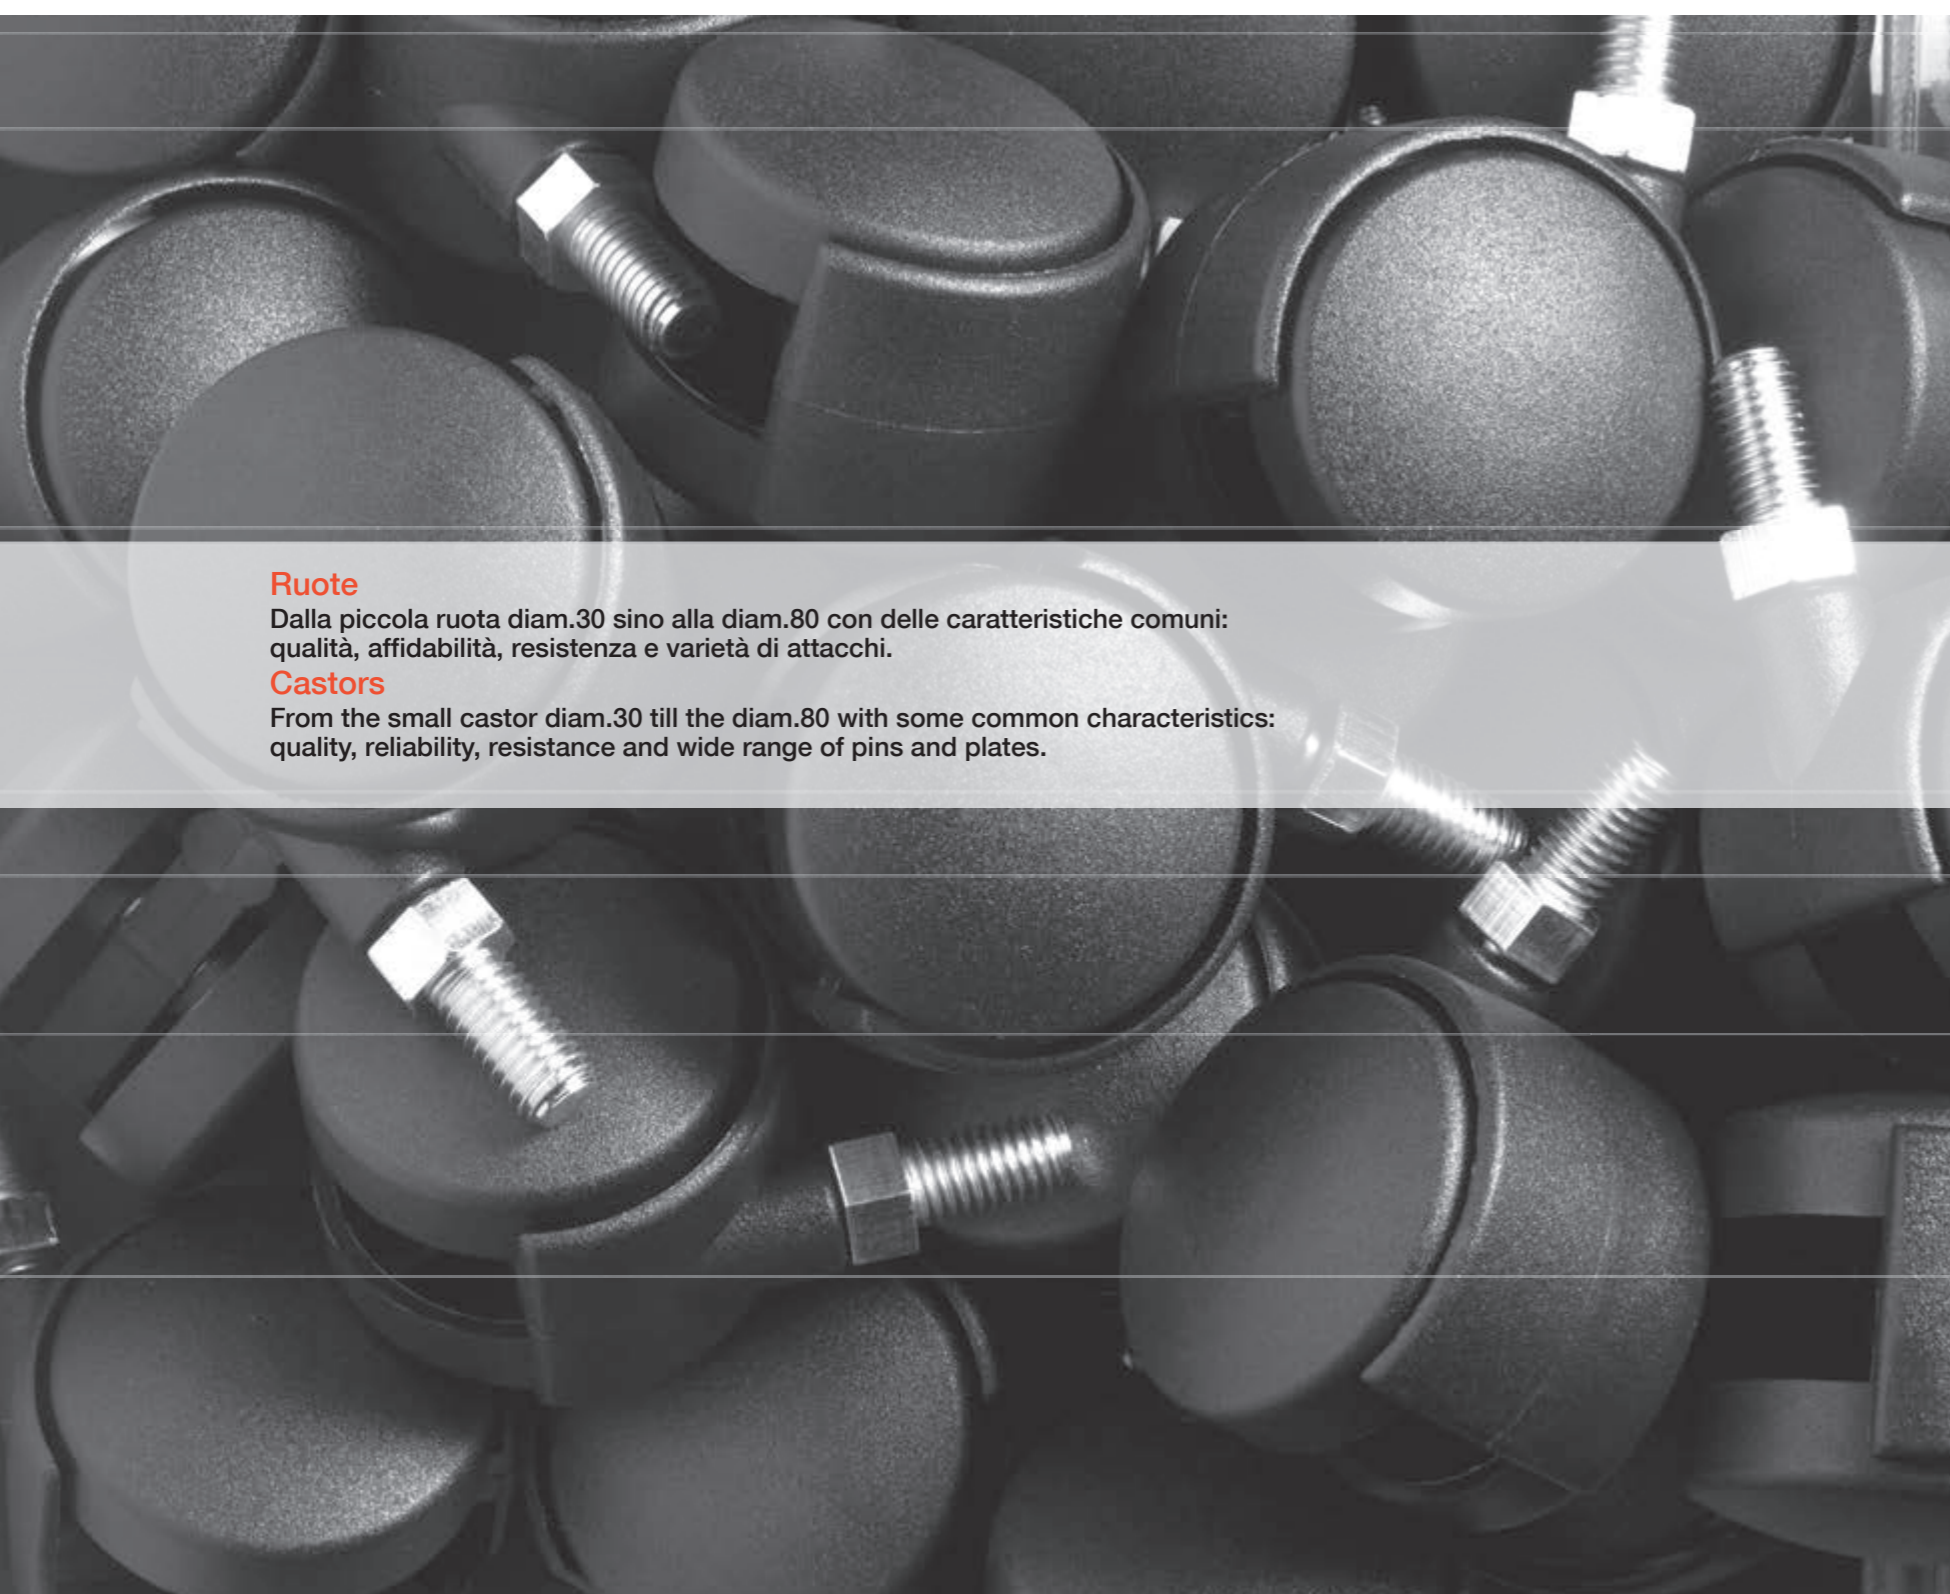 Ruote
Dalla piccola ruota diam.30 sino alla diam.80 con delle caratteristiche comuni:
qualità, affidabilità, resistenza e varietà di attacchi.
Castors
From the small castor diam.30 till the diam.80 with some common characteristics:
quality, reliability, resistance and wide range of pins and plates.